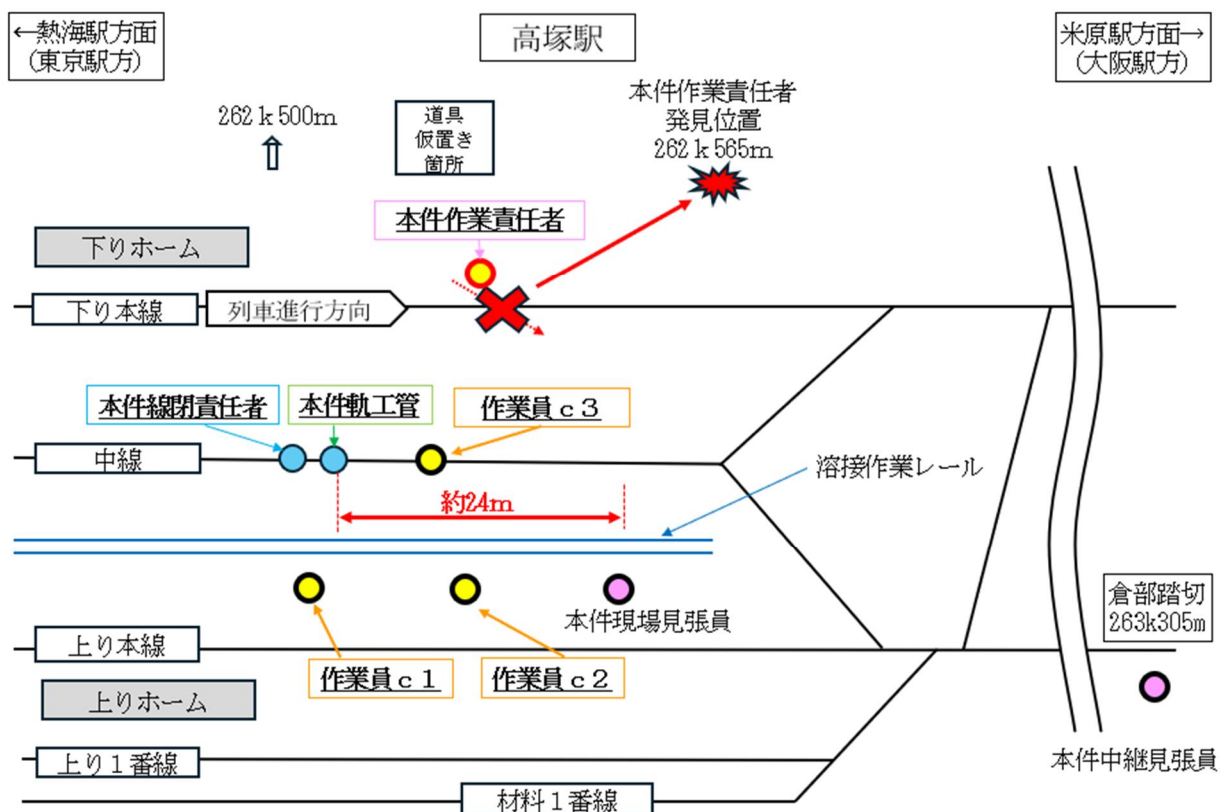 ←熱海駅方面
(東京駅方)
高塚駅
米原駅方面→
(大阪駅方)
262k500m
道具
仮置き
箇所
本件作業責任者
発見位置
262k565m
本件作業責任者
下りホーム
下り本線
列車進行方向
本件線閉責任者
本件軌工管
作業員c3
中線
溶接作業レール
約24m
倉部踏切
263k305m
本件現場見張員
上り本線
作業員c1
作業員c2
上りホーム
本件中継見張員
上り1番線
材料1番線